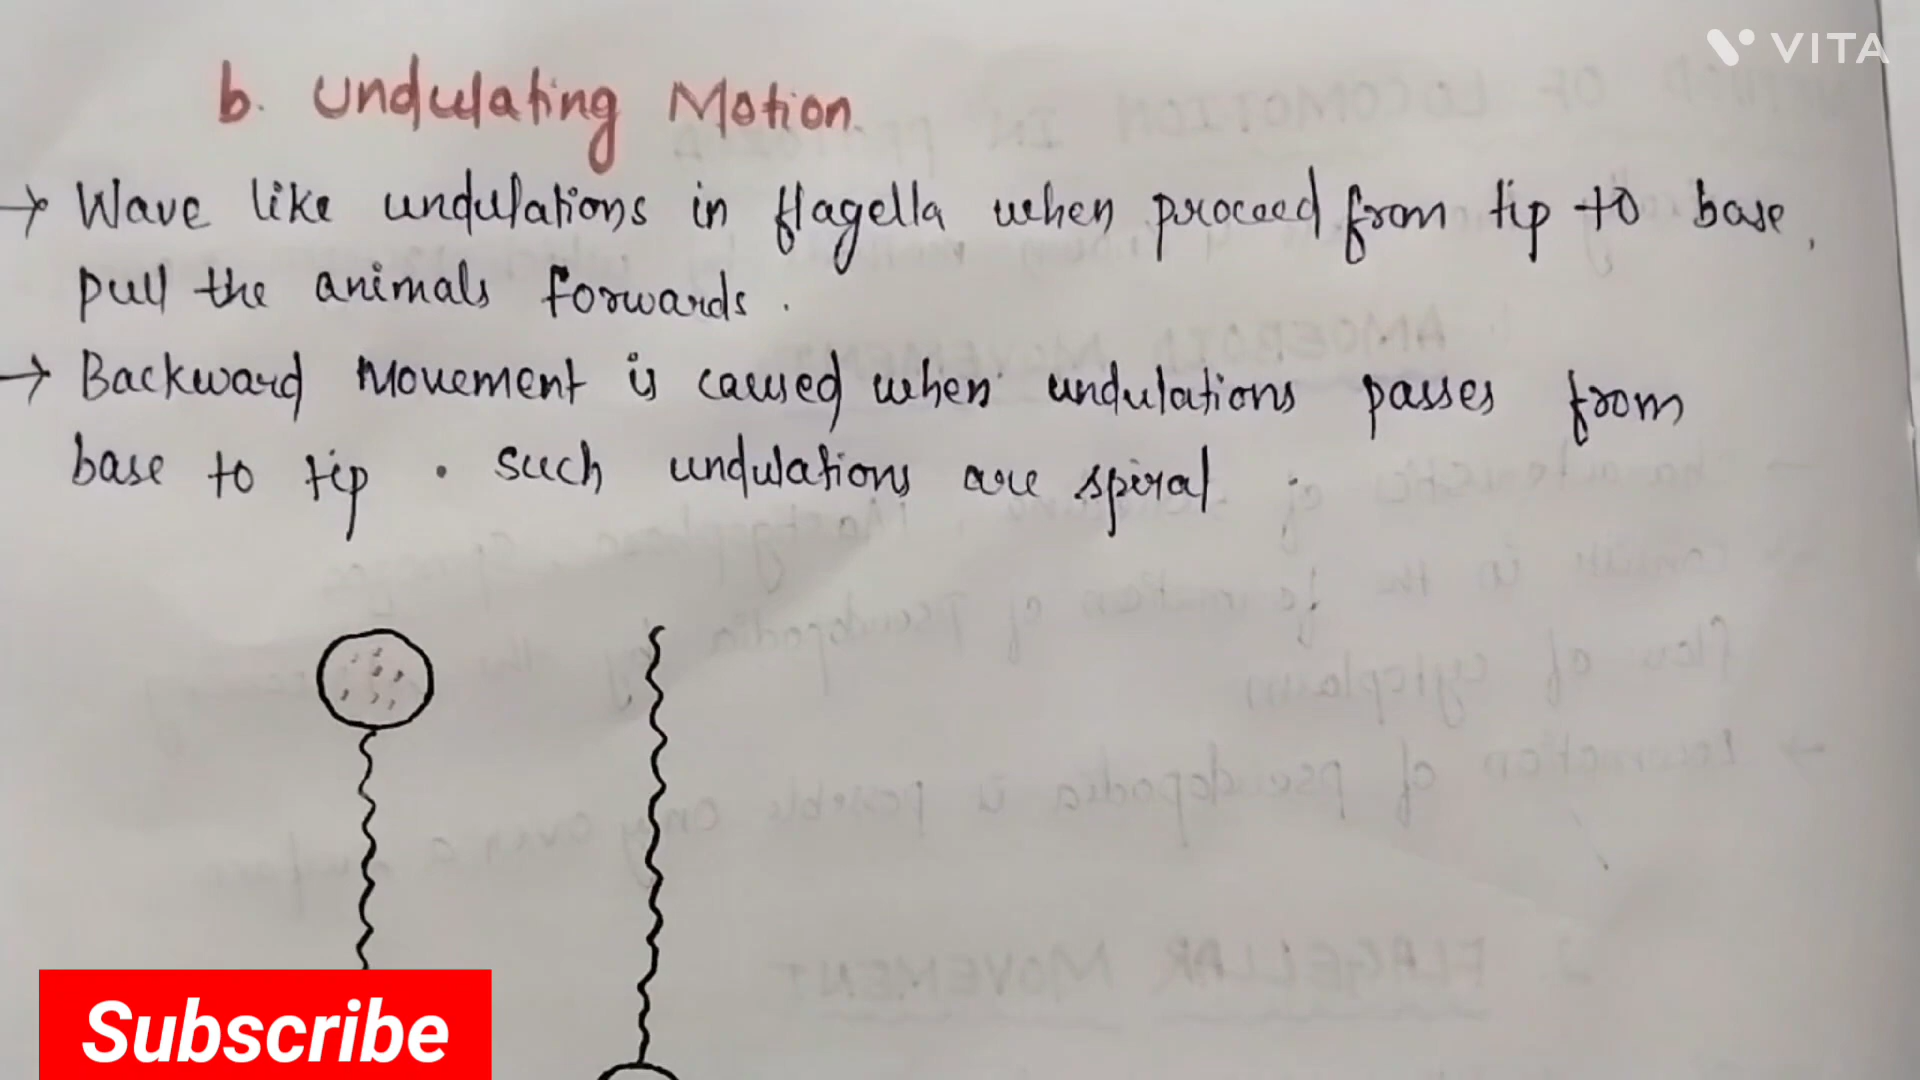 VITA
b. Undulating Motion.
→ Wave like undulations in flagella when proceed from tip to base,
pull the animals forwards.
→ Backward Movement is caused when undulations passes from
base to tip. Such undulations are spiral
Subscribe